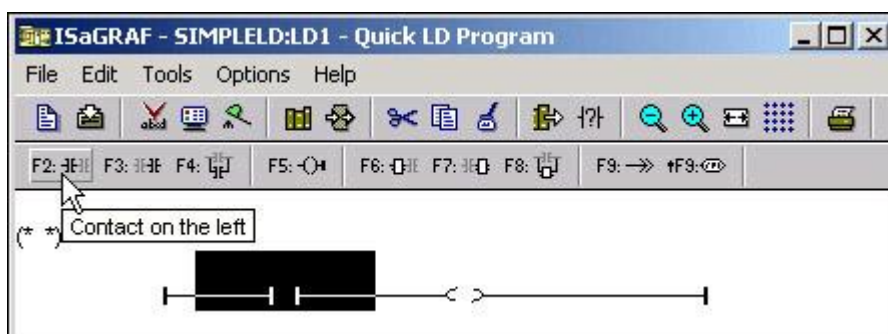 ISaGRAF - SIMPLELD:LD1 - Quick LD Program
File Edit Tools Options Help
F2: F3: F4: F5: F6: F7: F8: F9: ↑F9:
Contact on the left
(* *)